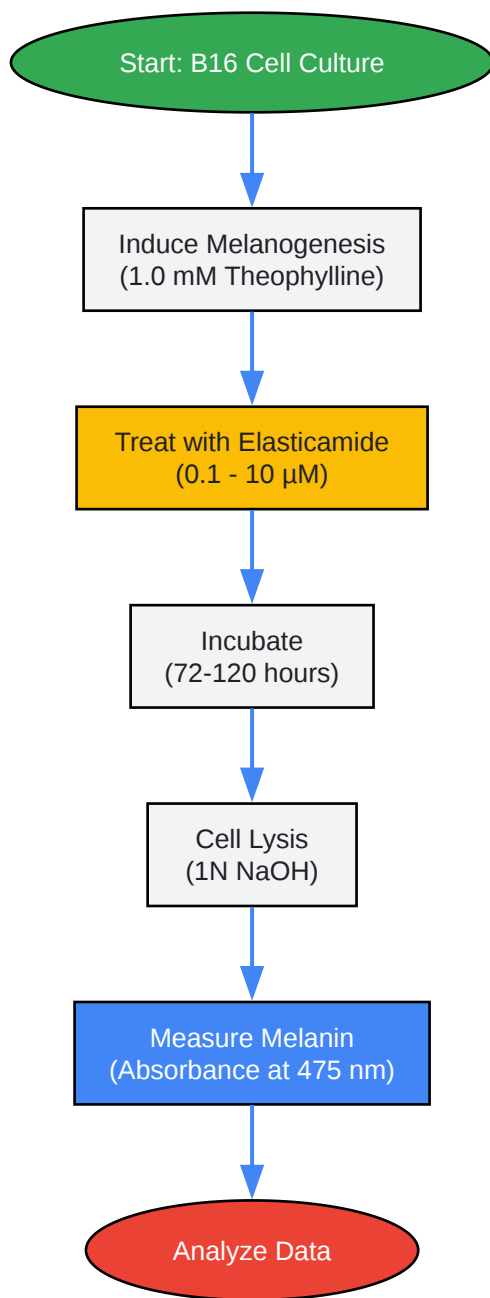 Start: B16 Cell Culture
Induce Melanogenesis
(1.0 mM Theophylline)
Treat with Elasticamide
(0.1 - 10 µM)
Incubate
(72-120 hours)
Cell Lysis
(1N NaOH)
Measure Melanin
(Absorbance at 475 nm)
Analyze Data